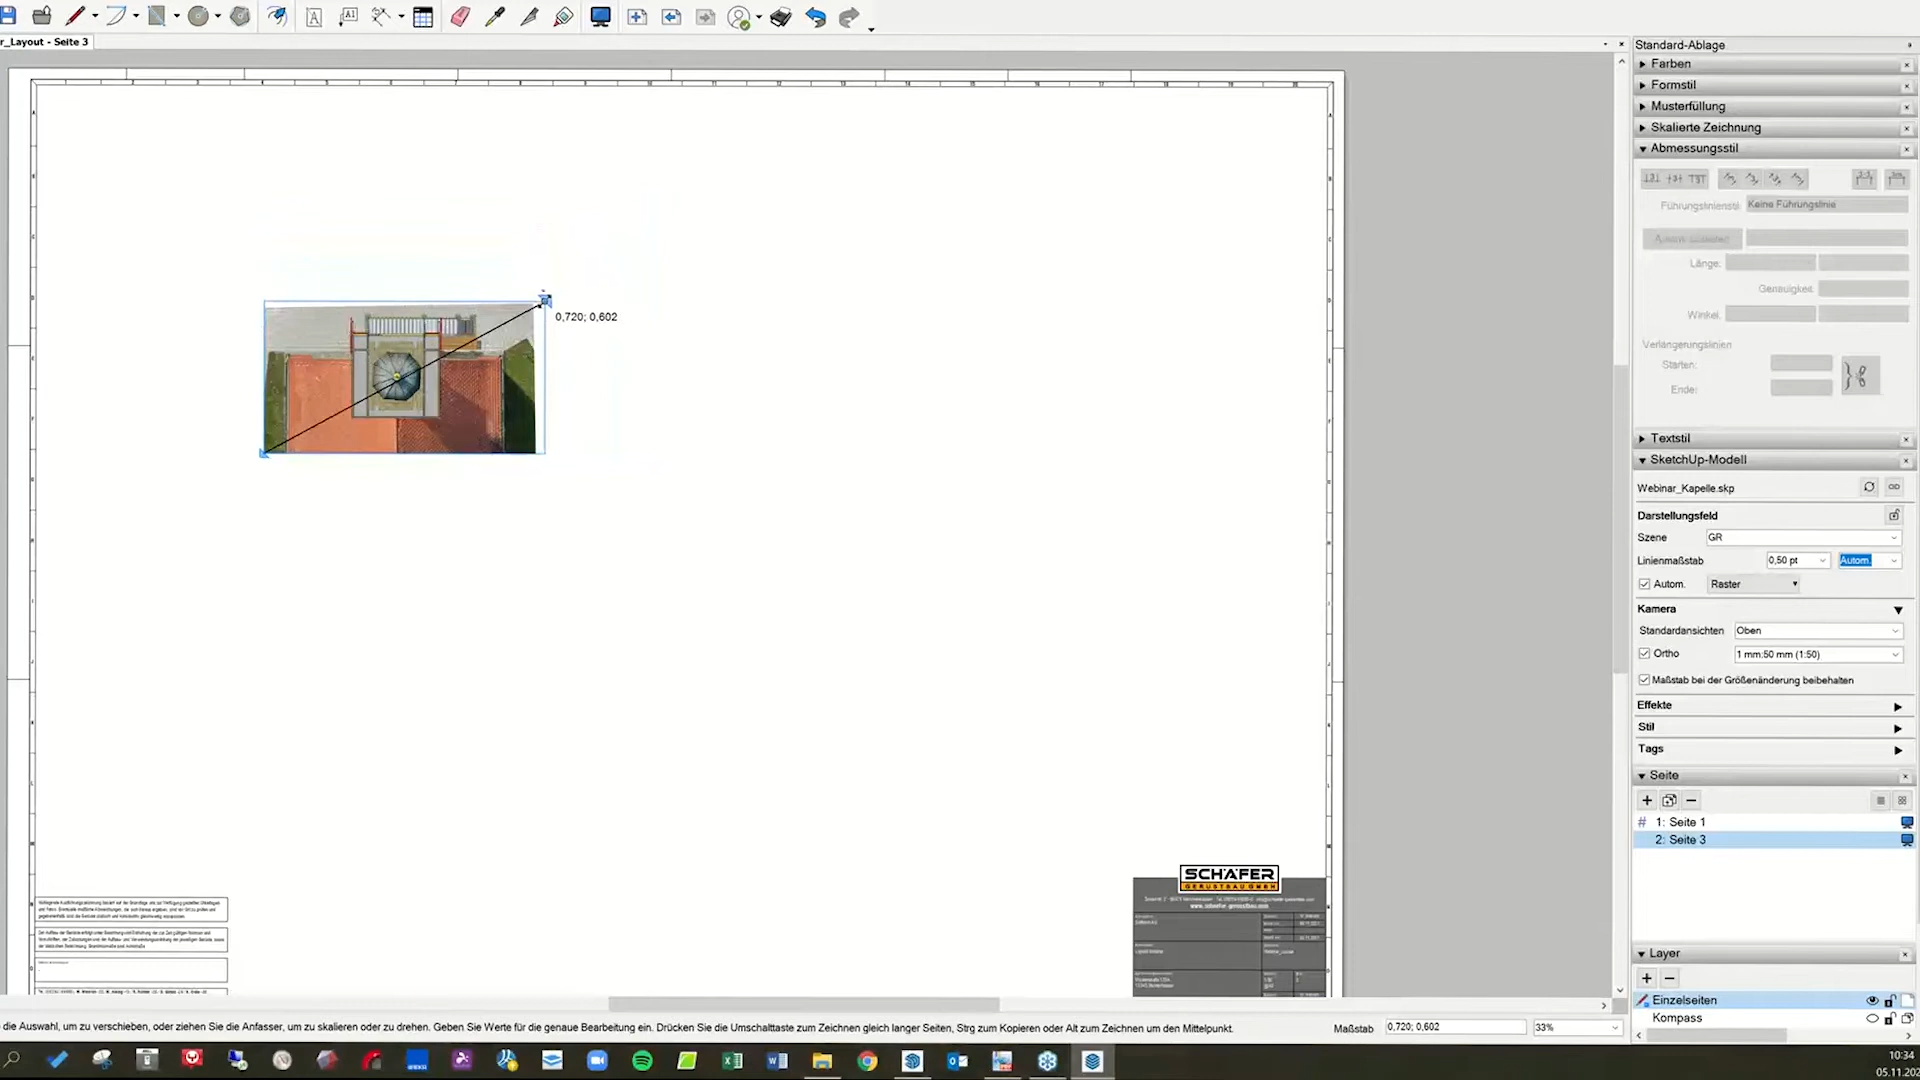 r_Layout - Seite 3
Standard-Ablage
Farben
Formstil
Musterfüllung
Skalierte Zeichnung
Abmessungsstil
Führungslinienstil: Keine Führungslinie
Länge:
Genauigkeit:
Winkel:
Verlängerungslinien
Starten:
Ende:
Textstil
SketchUp-Modell
Webinar_Kapelle.skp
Darstellungsfeld
Szene GR
Linienmaßstab 0,50 pt Autom.
Autom. Raster
Kamera
Standardansichten Oben
Ortho 1 mm:50 mm (1:50)
Maßstab bei der Größenänderung beibehalten
Effekte
Stil
Tags
Seite
# 1: Seite 1
2: Seite 3
Layer
Einzelseiten
Kompass
0,720; 0,602
SCHÄFER
GERÜSTBAU GMBH
die Auswahl, um zu verschieben, oder ziehen Sie die Anfasser, um zu skalieren oder zu drehen. Geben Sie Werte für die genaue Bearbeitung ein. Drücken Sie die Umschalttaste zum Zeichnen gleich langer Seiten, Strg zum Kopieren oder Alt zum Zeichnen um den Mittelpunkt.
Maßstab 0,720; 0,602 33%
10:34
05.11.202